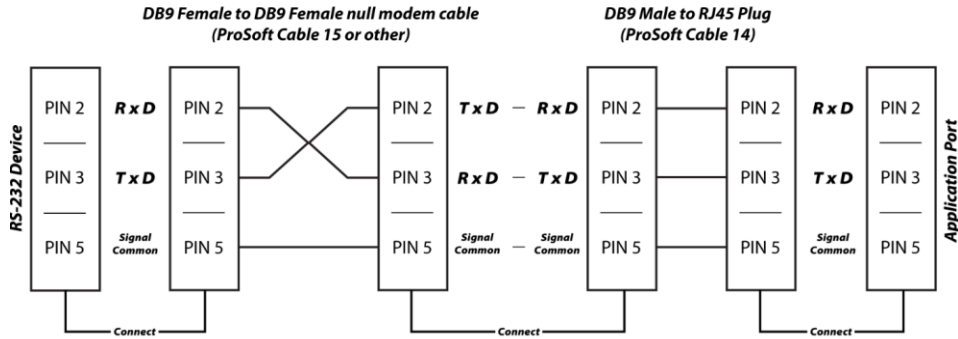 DB9 Female to DB9 Female null modem cable
(ProSoft Cable 15 or other)
DB9 Male to RJ45 Plug
(ProSoft Cable 14)
RS-232 Device
PIN 2 RxD PIN 2 PIN 2 TxD – RxD PIN 2 PIN 2 RxD PIN 2
PIN 3 TxD PIN 3 PIN 3 RxD – TxD PIN 3 PIN 3 TxD PIN 3
PIN 5 Signal Common PIN 5 PIN 5 Signal Common – Signal Common PIN 5 PIN 5 Signal Common PIN 5
Application Port
Connect Connect Connect